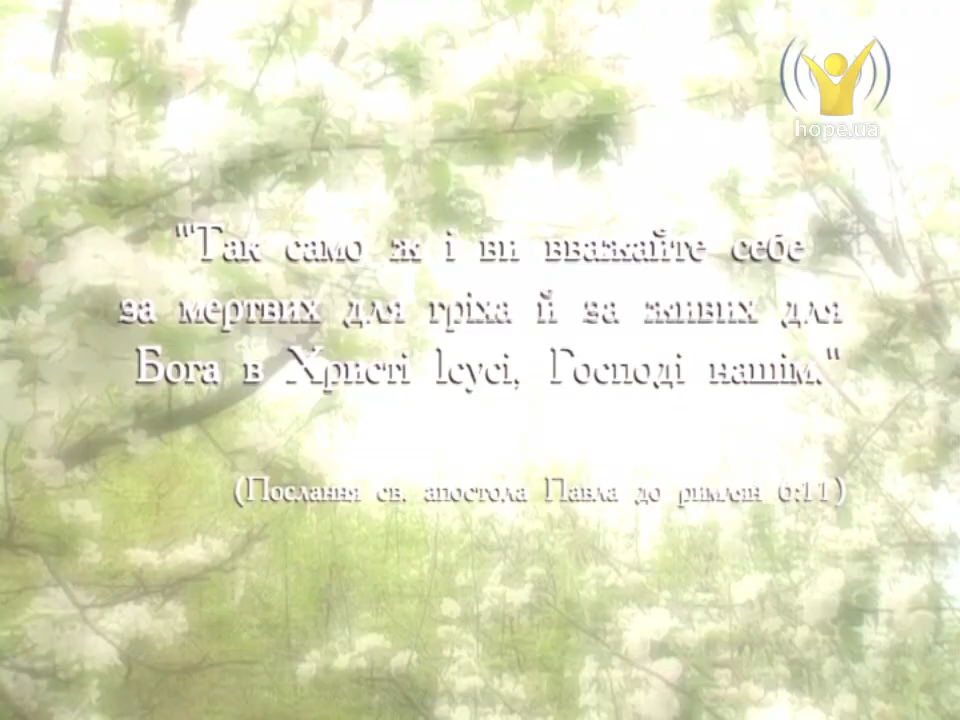 hope.ua
"Так само ж і ви вважайте себе
за мертвих для гріха й за живих для
Бога в Христі Ісусі, Господі нашім."
(Послання св. апостола Павла до римлян 6:11)